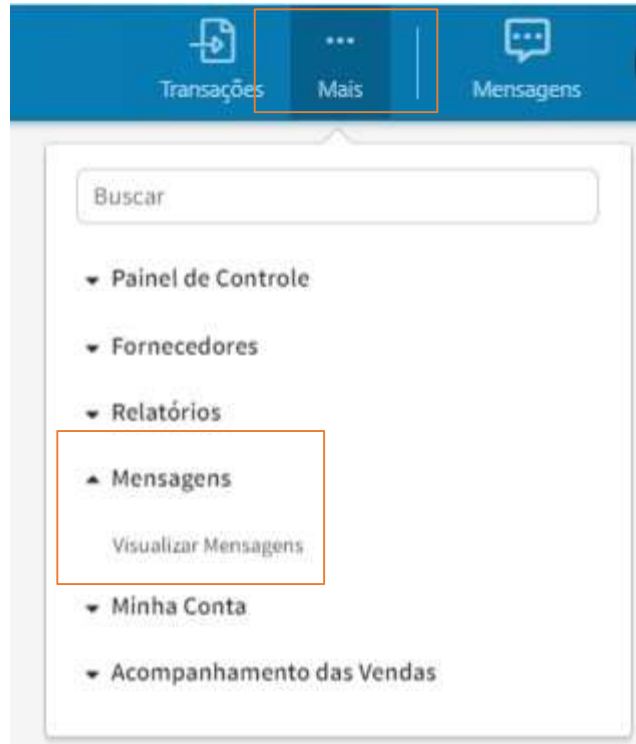 Transações
Mais
Mensagens
Buscar
Painel de Controle
Fornecedores
Relatórios
Mensagens
Visualizar Mensagens
Minha Conta
Acompanhamento das Vendas